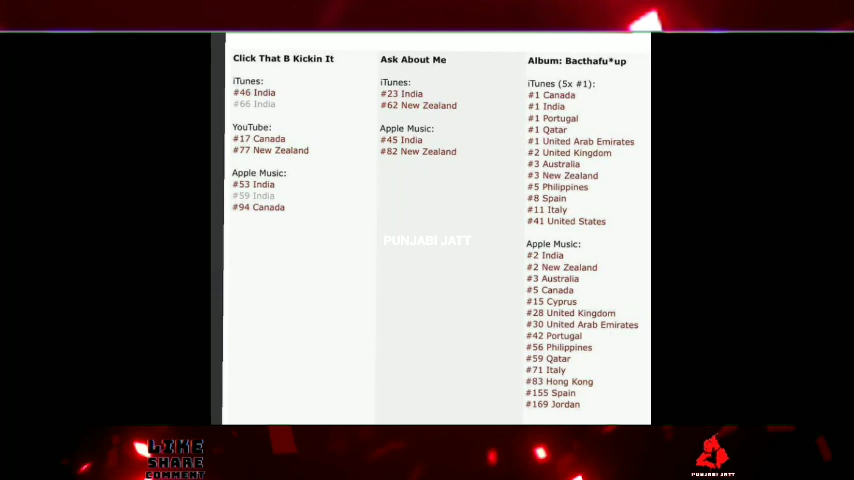 Click That B Kickin It
iTunes:
#46 India
#66 India
YouTube:
#17 Canada
#77 New Zealand
Apple Music:
#53 India
#59 India
#94 Canada
Ask About Me
iTunes:
#23 India
#62 New Zealand
Apple Music:
#45 India
#82 New Zealand
Album: Bacthafu*up
iTunes (5x #1):
#1 Canada
#1 India
#1 Portugal
#1 Qatar
#1 United Arab Emirates
#2 United Kingdom
#3 Australia
#3 New Zealand
#5 Philippines
#8 Spain
#11 Italy
#41 United States
Apple Music:
#2 India
#2 New Zealand
#3 Australia
#5 Canada
#15 Cyprus
#28 United Kingdom
#30 United Arab Emirates
#42 Portugal
#56 Philippines
#59 Qatar
#71 Italy
#83 Hong Kong
#155 Spain
#169 Jordan
PUNJABI JATT
LIKE
SHARE
COMMENT
PUNJABI JATT